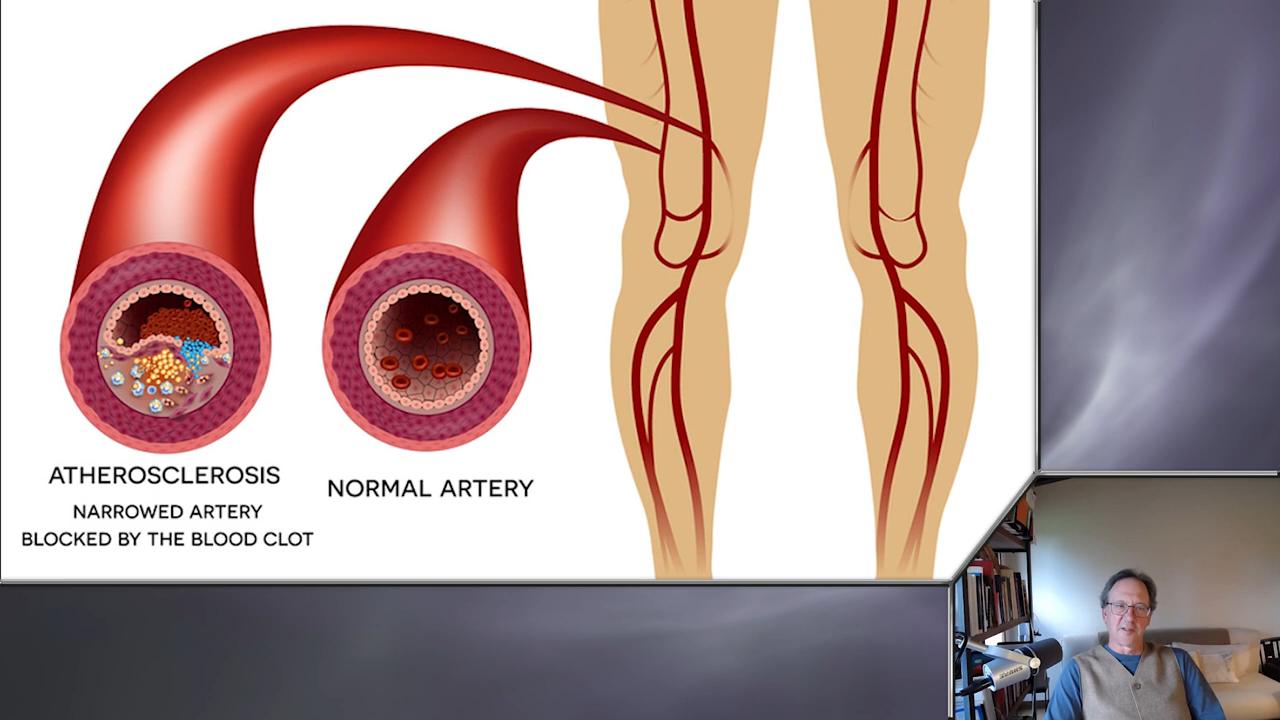 ATHEROSCLEROSIS
NARROWED ARTERY
BLOCKED BY THE BLOOD CLOT
NORMAL ARTERY